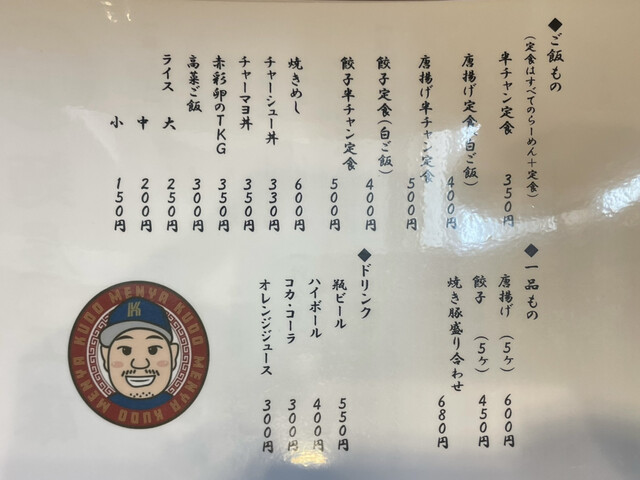 ◆ご飯もの
(定食はすべてのらーめん+定食)
半チャン定食 350円
唐揚げ定食(白ご飯) 400円
唐揚げ半チャン定食 500円
餃子定食(白ご飯) 400円
餃子半チャン定食 500円
焼きめし 600円
チャーシュー丼 330円
チャーマヨ丼 350円
赤彩卵のTKG 350円
高菜ご飯 300円
ライス 大 250円
中 200円
小 150円
◆一品もの
唐揚げ (5ヶ) 600円
餃子 (5ヶ) 450円
焼き豚盛り合わせ 680円
◆ドリンク
瓶ビール 550円
ハイボール 400円
コカ・コーラ 300円
オレンジジュース 300円
MENYA KUDO MENYA KUDO MENYA KUDO
K